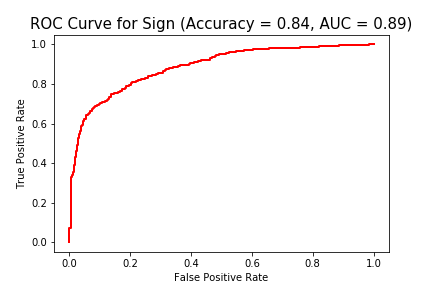 ROC Curve for Sign (Accuracy = 0.84, AUC = 0.89)
1.0
0.8
0.6
0.4
0.2
0.0
True Positive Rate
0.0 0.2 0.4 0.6 0.8 1.0
False Positive Rate